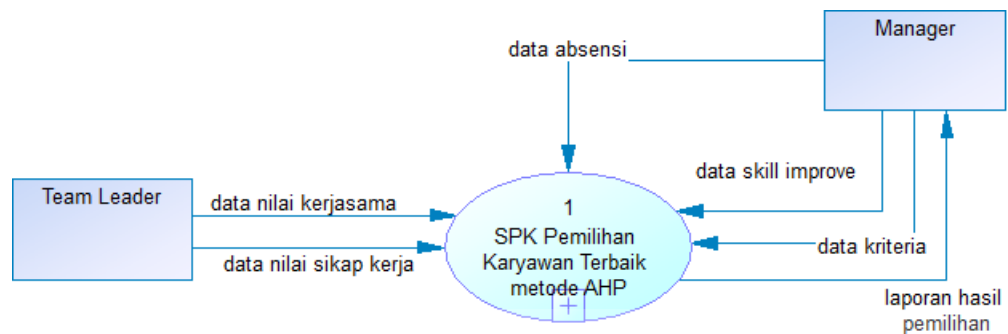 Manager
data absensi
data skill improve
Team Leader
data nilai kerjasama
data nilai sikap kerja
1
SPK Pemilihan
Karyawan Terbaik
metode AHP
+
data kriteria
laporan hasil
pemilihan